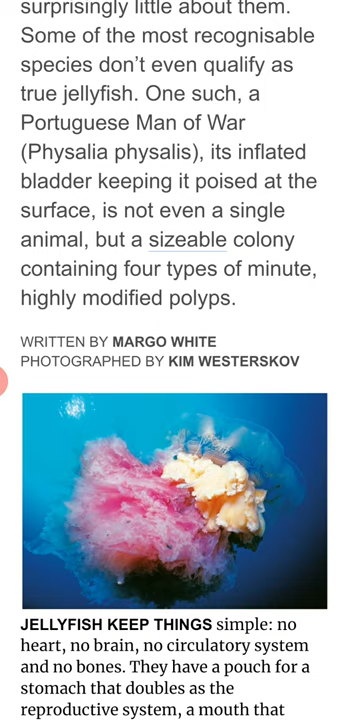 surprisingly little about them.
Some of the most recognisable
species don’t even qualify as
true jellyfish. One such, a
Portuguese Man of War
(Physalia physalis), its inflated
bladder keeping it poised at the
surface, is not even a single
animal, but a sizeable colony
containing four types of minute,
highly modified polyps.
WRITTEN BY MARGO WHITE
PHOTOGRAPHED BY KIM WESTERSKOV
JELLYFISH KEEP THINGS simple: no
heart, no brain, no circulatory system
and no bones. They have a pouch for a
stomach that doubles as the
reproductive system, a mouth that